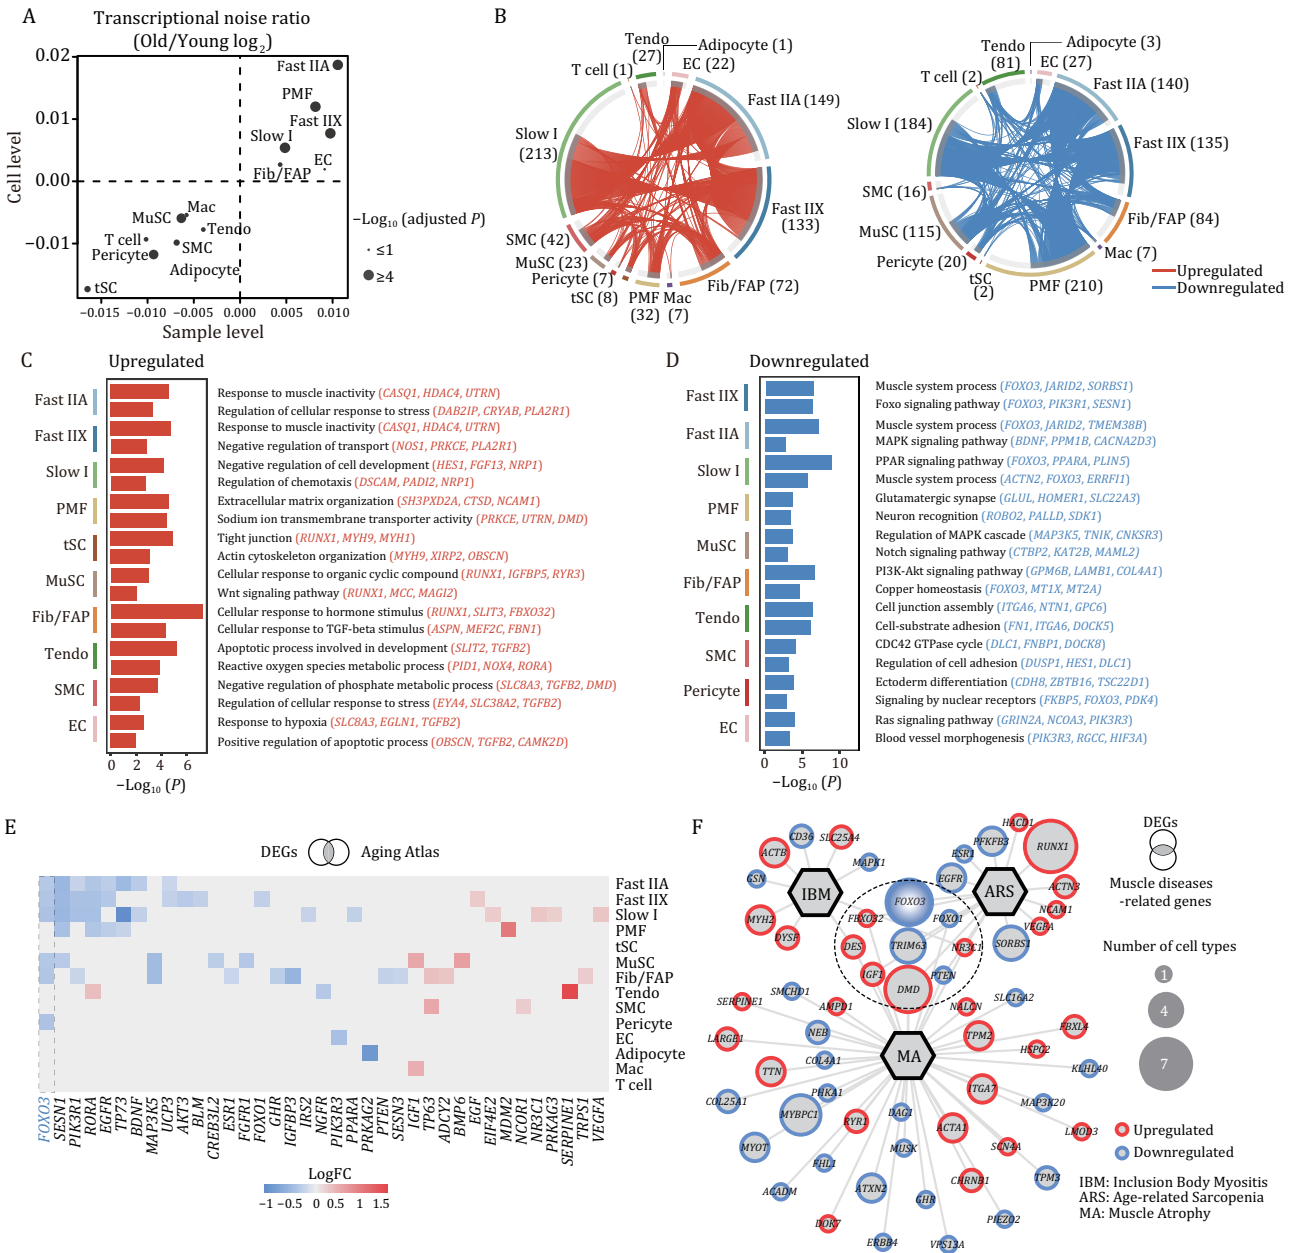 A
Transcriptional noise ratio
(Old/Young log2)
Cell level
0.02
0.01
0.00
−0.01
Fast IIA
PMF
Fast IIX
Slow I
EC
Fib/FAP
MuSC
Mac
Tendo
T cell
SMC
Pericyte
Adipocyte
tSC
−0.015
−0.010
−0.005
0.000
0.005
0.010
Sample level
−Log10 (adjusted P)
≤1
≥4
B
Tendo
(27)
Adipocyte (1)
EC (22)
T cell (1)
Fast IIA (149)
Slow I
(213)
Fast IIX
(133)
SMC (42)
MuSC (23)
Pericyte (7)
tSC (8)
PMF
(32)
Mac
(7)
Fib/FAP (72)
Tendo
(81)
Adipocyte (3)
EC (27)
T cell (2)
Fast IIA (140)
Slow I (184)
Fast IIX (135)
SMC (16)
Fib/FAP (84)
MuSC (115)
Mac (7)
Pericyte (20)
tSC
(2)
PMF (210)
Upregulated
Downregulated
C
Upregulated
Fast IIA
Response to muscle inactivity (CASQ1, HDAC4, UTRN)
Regulation of cellular response to stress (DAB2IP, CRYAB, PLA2R1)
Fast IIX
Response to muscle inactivity (CASQ1, HDAC4, UTRN)
Negative regulation of transport (NOS1, PRKCE, PLA2R1)
Slow I
Negative regulation of cell development (HES1, FGF13, NRP1)
Regulation of chemotaxis (DSCAM, PADI2, NRP1)
PMF
Extracellular matrix organization (SH3PXD2A, CTSD, NCAM1)
Sodium ion transmembrane transporter activity (PRKCE, UTRN, DMD)
tSC
Tight junction (RUNX1, MYH9, MYH1)
Actin cytoskeleton organization (MYH9, XIRP2, OBSCN)
MuSC
Cellular response to organic cyclic compound (RUNX1, IGFBP5, RYR3)
Wnt signaling pathway (RUNX1, MCC, MAGI2)
Fib/FAP
Cellular response to hormone stimulus (RUNX1, SLIT3, FBXO32)
Cellular response to TGF-beta stimulus (ASPN, MEF2C, FBN1)
Tendo
Apoptotic process involved in development (SLIT2, TGFB2)
Reactive oxygen species metabolic process (PID1, NOX4, RORA)
SMC
Negative regulation of phosphate metabolic process (SLC8A3, TGFB2, DMD)
Regulation of cellular response to stress (EYA4, SLC38A2, TGFB2)
EC
Response to hypoxia (SLC8A3, EGLN1, TGFB2)
Positive regulation of apoptotic process (OBSCN, TGFB2, CAMK2D)
0 2 4 6
−Log10 (P)
D
Downregulated
Fast IIX
Muscle system process (FOXO3, JARID2, SORBS1)
Foxo signaling pathway (FOXO3, PIK3R1, SESN1)
Fast IIA
Muscle system process (FOXO3, JARID2, TMEM38B)
MAPK signaling pathway (BDNF, PPM1B, CACNA2D3)
Slow I
PPAR signaling pathway (FOXO3, PPARA, PLIN5)
Muscle system process (ACTN2, FOXO3, ERRFI1)
PMF
Glutamatergic synapse (GLUL, HOMER1, SLC22A3)
Neuron recognition (ROBO2, PALLD, SDK1)
MuSC
Regulation of MAPK cascade (MAP3K5, TNIK, CNKSR3)
Notch signaling pathway (CTBP2, KAT2B, MAML2)
Fib/FAP
PI3K-Akt signaling pathway (GPM6B, LAMB1, COL4A1)
Copper homeostasis (FOXO3, MT1X, MT2A)
Tendo
Cell junction assembly (ITGA6, NTN1, GPC6)
Cell-substrate adhesion (FN1, ITGA6, DOCK5)
SMC
CDC42 GTPase cycle (DLC1, FNBP1, DOCK8)
Regulation of cell adhesion (DUSP1, HES1, DLC1)
Pericyte
Ectoderm differentiation (CDH8, ZBTB16, TSC22D1)
Signaling by nuclear receptors (FKBP5, FOXO3, PDK4)
EC
Ras signaling pathway (GRIN2A, NCOA3, PIK3R3)
Blood vessel morphogenesis (PIK3R3, RGCC, HIF3A)
0 5 10
−Log10 (P)
E
DEGs
Aging Atlas
Fast IIA
Fast IIX
Slow I
PMF
tSC
MuSC
Fib/FAP
Tendo
SMC
Pericyte
EC
Adipocyte
Mac
T cell
FOXO3
SESN1
PIK3R1
RORA
EGFR
TP73
BDNF
MAP3K5
UCP3
AKT3
BLM
CREB3L2
ESR1
FGFR1
FOXO1
GHR
IGFBP3
IRS2
NGFR
PIK3R3
PPARA
PRKAG2
PTEN
SESN3
IGF1
TP63
ADCY2
BMP6
EGF
EIF4E2
MDM2
NCOR1
NR3C1
PRKAG3
SERPINE1
TRPS1
VEGFA
LogFC
−1 −0.5 0 0.5 1 1.5
F
CD36
SLC25A4
ACTB
MAPK1
GSN
IBM
MYH2
DYSF
HACD1
RUNX1
PFKFB3
ESR1
EGFR
ARS
ACTN3
NCAM1
VEGFA
SORBS1
FOXO3
FBXO32
FOXO1
DES
TRIM63
NR3C1
IGF1
PTEN
DMD
SMCHD1
SERPINE1
AMPD1
NALCN
SLC16A2
LARGE1
NEB
TPM2
FBXL4
HSPG2
COL4A1
MA
KLHL40
TTN
PHKA1
ITGA7
COL25A1
MYBPC1
DAG1
MAP3K20
RYR1
ACTA1
LMOD3
MYOT
MUSK
SCN4A
FHL1
CHRNB1
TPM3
ACADM
ATXN2
GHR
DOK7
PIEZO2
ERBB4
VPS13A
DEGs
Muscle diseases
-related genes
Number of cell types
1
4
7
Upregulated
Downregulated
IBM: Inclusion Body Myositis
ARS: Age-related Sarcopenia
MA: Muscle Atrophy